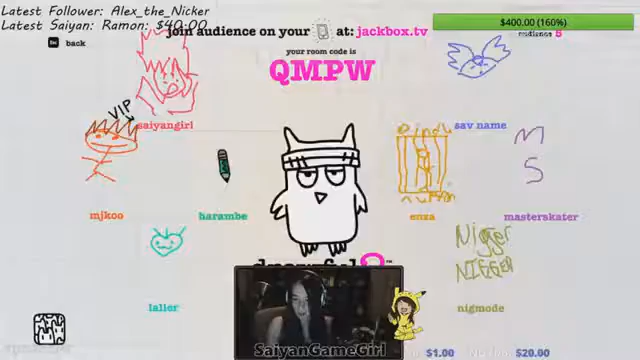 Latest Follower: Alex_the_Nicker
Latest Saiyan: Ramon: $40.00
$400.00 (160%)
join audience on your at: jackbox.tv
audience 5
back
your room code is
QMPW
saiyangirl
sav name
VIP
M
S
mjkoo
harambe
enxa
masterskater
Nigger
NIGGER
lalier
nigmode
SaiyanGameGirl
$1.00
$20.00